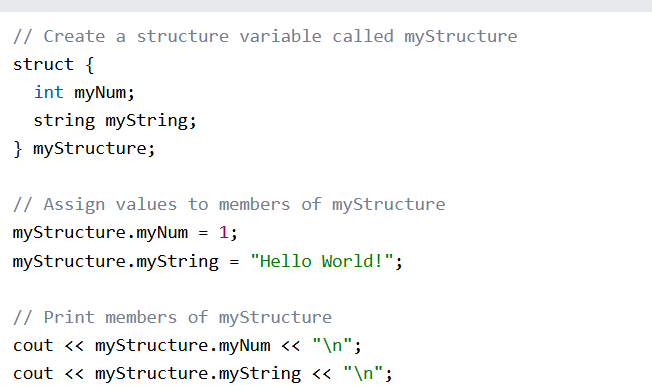 // Create a structure variable called myStructure
struct {
  int myNum;
  string myString;
} myStructure;

// Assign values to members of myStructure
myStructure.myNum = 1;
myStructure.myString = "Hello World!";

// Print members of myStructure
cout << myStructure.myNum << "\n";
cout << myStructure.myString << "\n";